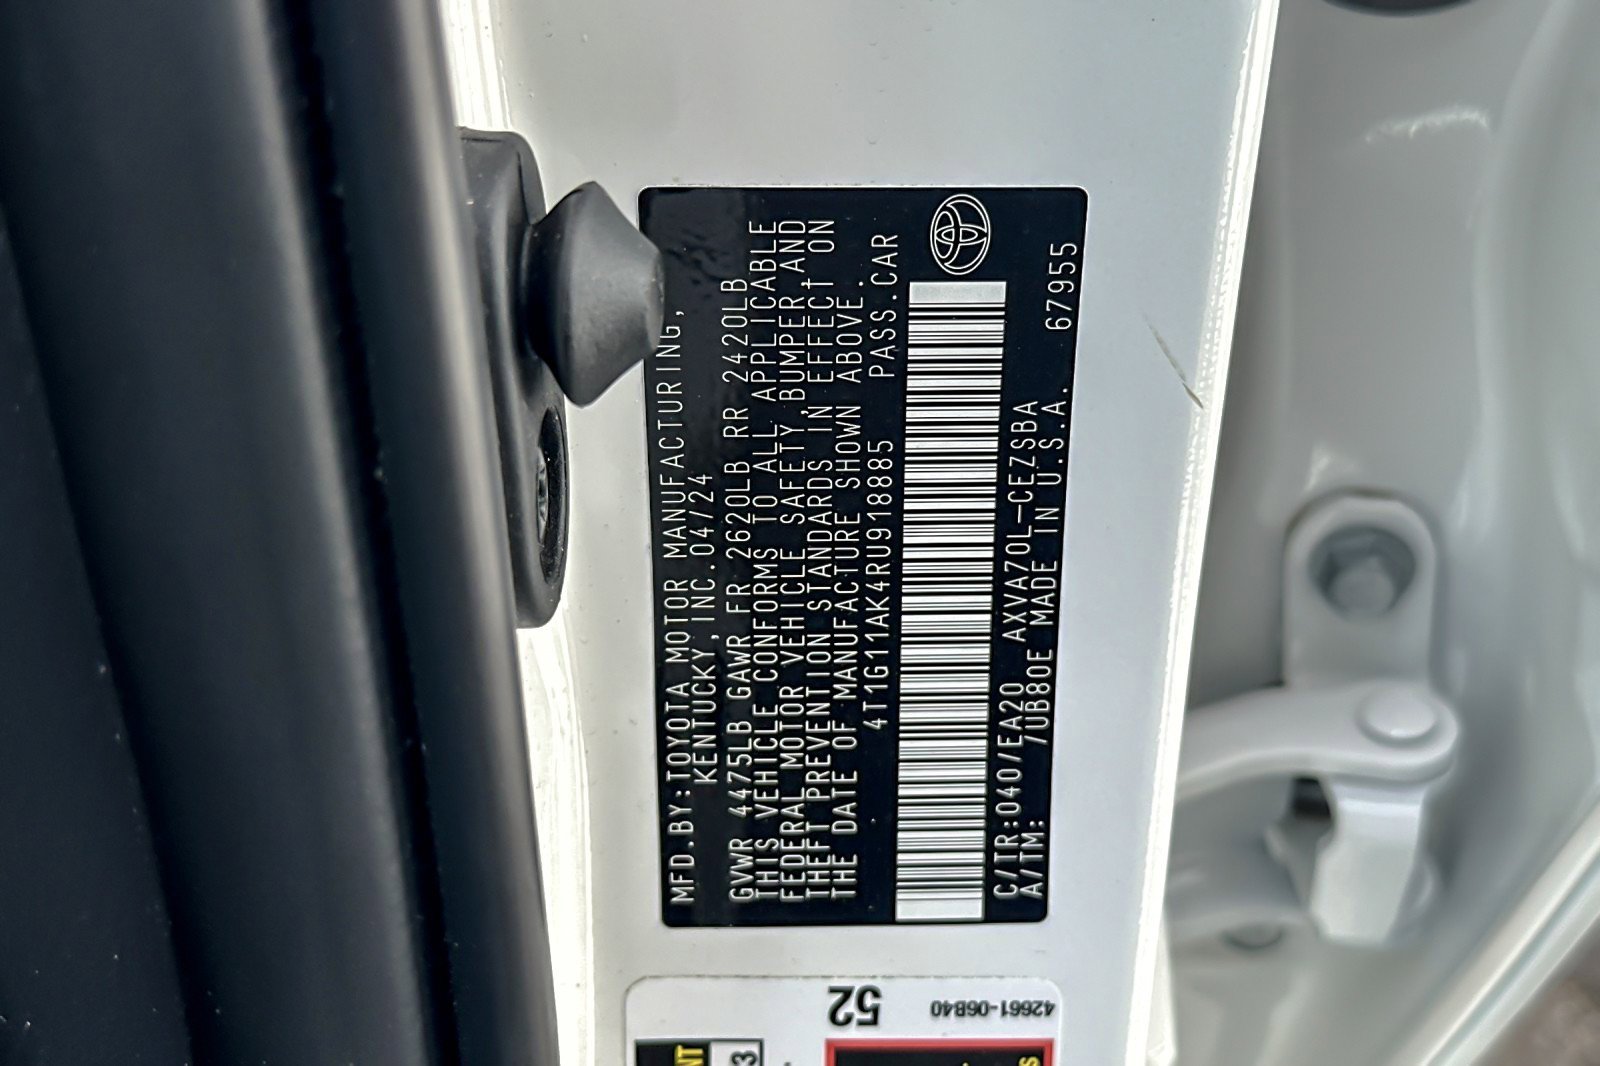 MFD.BY:TOYOTA MOTOR MANUFACTURING,
KENTUCKY,INC.04/24
GVWR 4475LB GAWR FR 2620LB RR 2420LB
THIS VEHICLE CONFORMS TO ALL APPLICABLE
FEDERAL MOTOR VEHICLE SAFETY,BUMPER,AND
THEFT PREVENTION STANDARDS IN EFFECT ON
THE DATE OF MANUFACTURE SHOWN ABOVE.
4T1G11AK4RU918885 PASS.CAR
C/TR:040/EA20 AXVA70L-CEZSBA 67955
A/TM: /UB80E MADE IN U.S.A.
52
42661-06B40